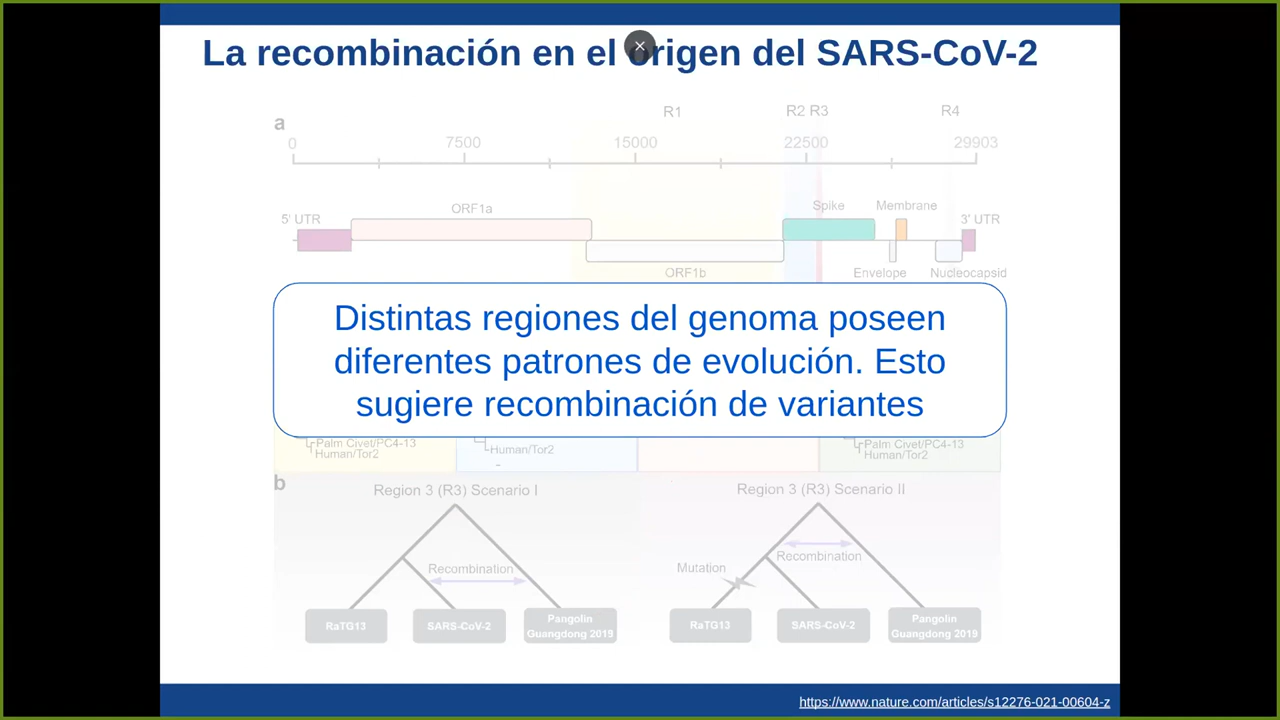 La recombinación en el origen del SARS-CoV-2
R1 R2 R3 R4
a
0 7500 15000 22500 29903
Spike Membrane
ORF1a
5' UTR 3' UTR
ORF1b Envelope Nucleocapsid
Distintas regiones del genoma poseen
diferentes patrones de evolución. Esto
sugiere recombinación de variantes
Palm Civet/PC4-13 Palm Civet/PC4-13
Human/Tor2 Human/Tor2 Human/Tor2
b
Region 3 (R3) Scenario I Region 3 (R3) Scenario II
Recombination
Recombination Mutation
RaTG13 SARS-CoV-2 Pangolin Guangdong 2019 RaTG13 SARS-CoV-2 Pangolin Guangdong 2019
https://www.nature.com/articles/s12276-021-00604-z